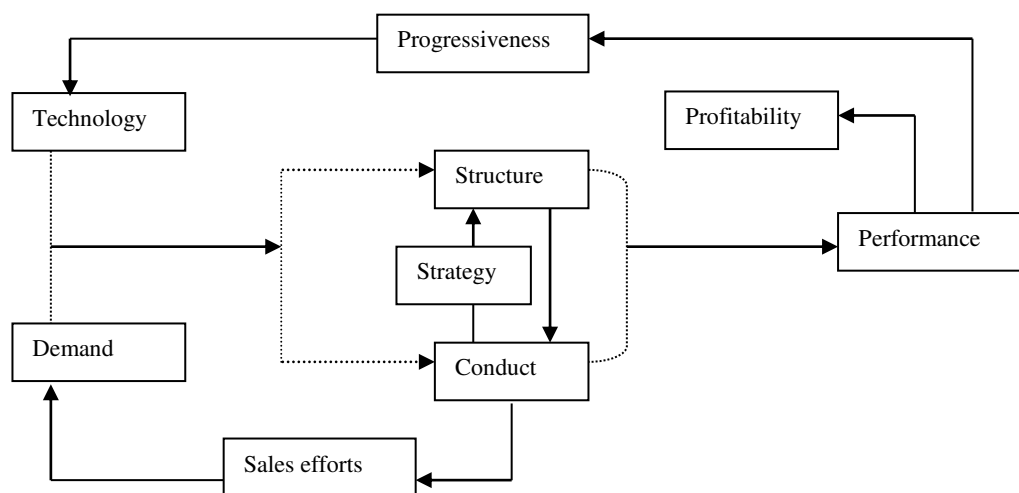 Progressiveness
Technology
Profitability
Structure
Performance
Strategy
Demand
Conduct
Sales efforts